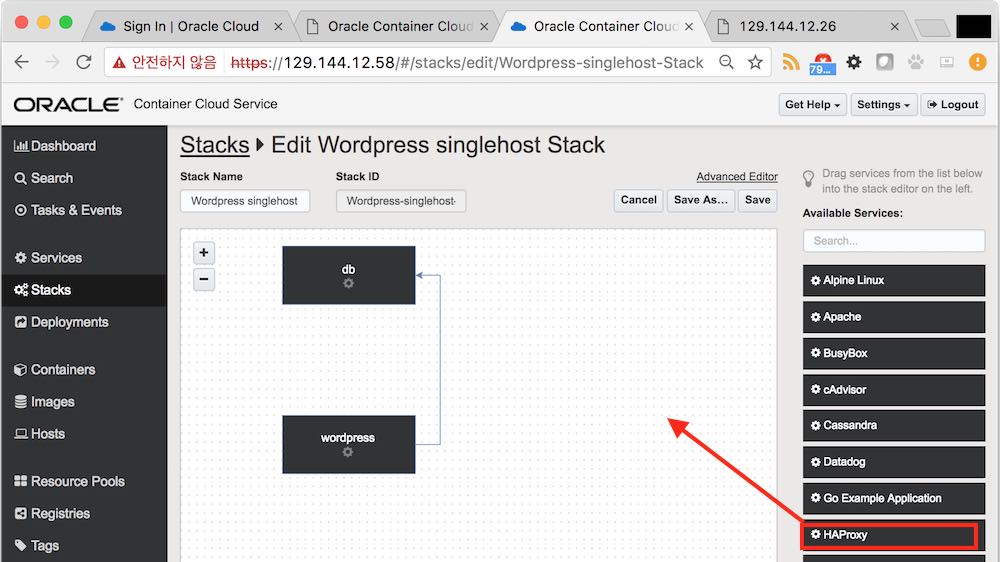 Sign In | Oracle Cloud
Oracle Container Cloud
Oracle Container Cloud
129.144.12.26
안전하지 않음 https://129.144.12.58/#/stacks/edit/Wordpress-singlehost-Stack
79...
ORACLE® Container Cloud Service
Get Help
Settings
Logout
Dashboard
Search
Tasks & Events
Services
Stacks
Deployments
Containers
Images
Hosts
Resource Pools
Registries
Tags
Stacks Edit Wordpress singlehost Stack
Stack Name
Stack ID
Advanced Editor
Wordpress singlehost
Wordpress-singlehost-
Cancel
Save As...
Save
+
−
db
wordpress
Drag services from the list below
into the stack editor on the left.
Available Services:
Search...
Alpine Linux
Apache
BusyBox
cAdvisor
Cassandra
Datadog
Go Example Application
HAProxy